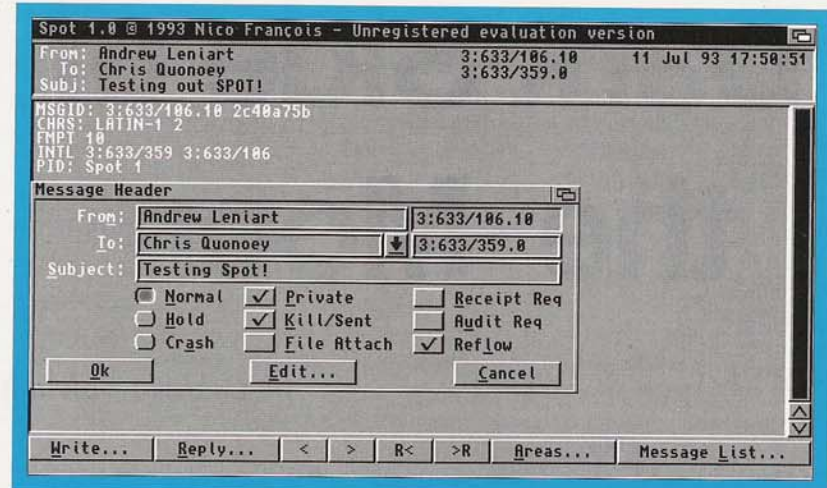 Spot 1.0 © 1993 Nico François - Unregistered evaluation version
From: Andrew Leniart 3:633/106.10 11 Jul 93 17:50:51
To: Chris Quonoey 3:633/359.0
Subj: Testing out SPOT!
MSGID: 3:633/106.10 2c40a75b
CHRS: LATIN-1 2
FMPT 10
INTL 3:633/359 3:633/106
PID: Spot 1
Message Header
From: Andrew Leniart 3:633/106.10
To: Chris Quonoey 3:633/359.0
Subject: Testing Spot!
Normal Private Receipt Req
Hold Kill/Sent Audit Req
Crash File Attach Reflow
Ok Edit... Cancel
Write... Reply... < > R< >R Areas... Message List...